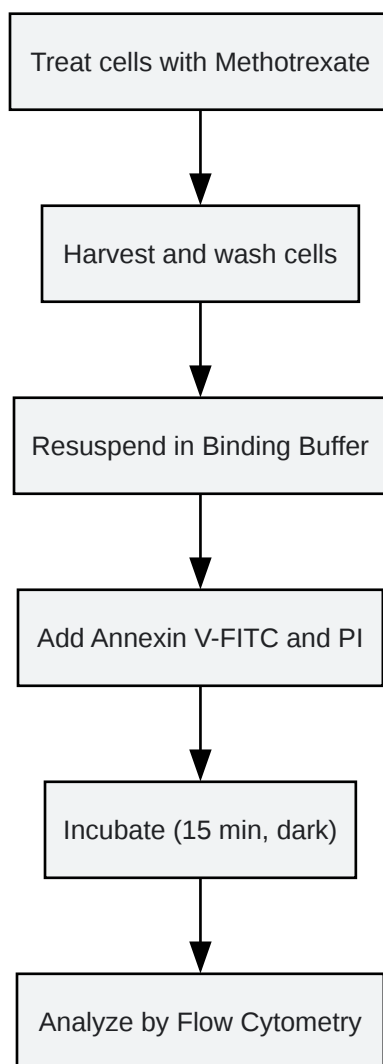 Treat cells with Methotrexate
Harvest and wash cells
Resuspend in Binding Buffer
Add Annexin V-FITC and PI
Incubate (15 min, dark)
Analyze by Flow Cytometry